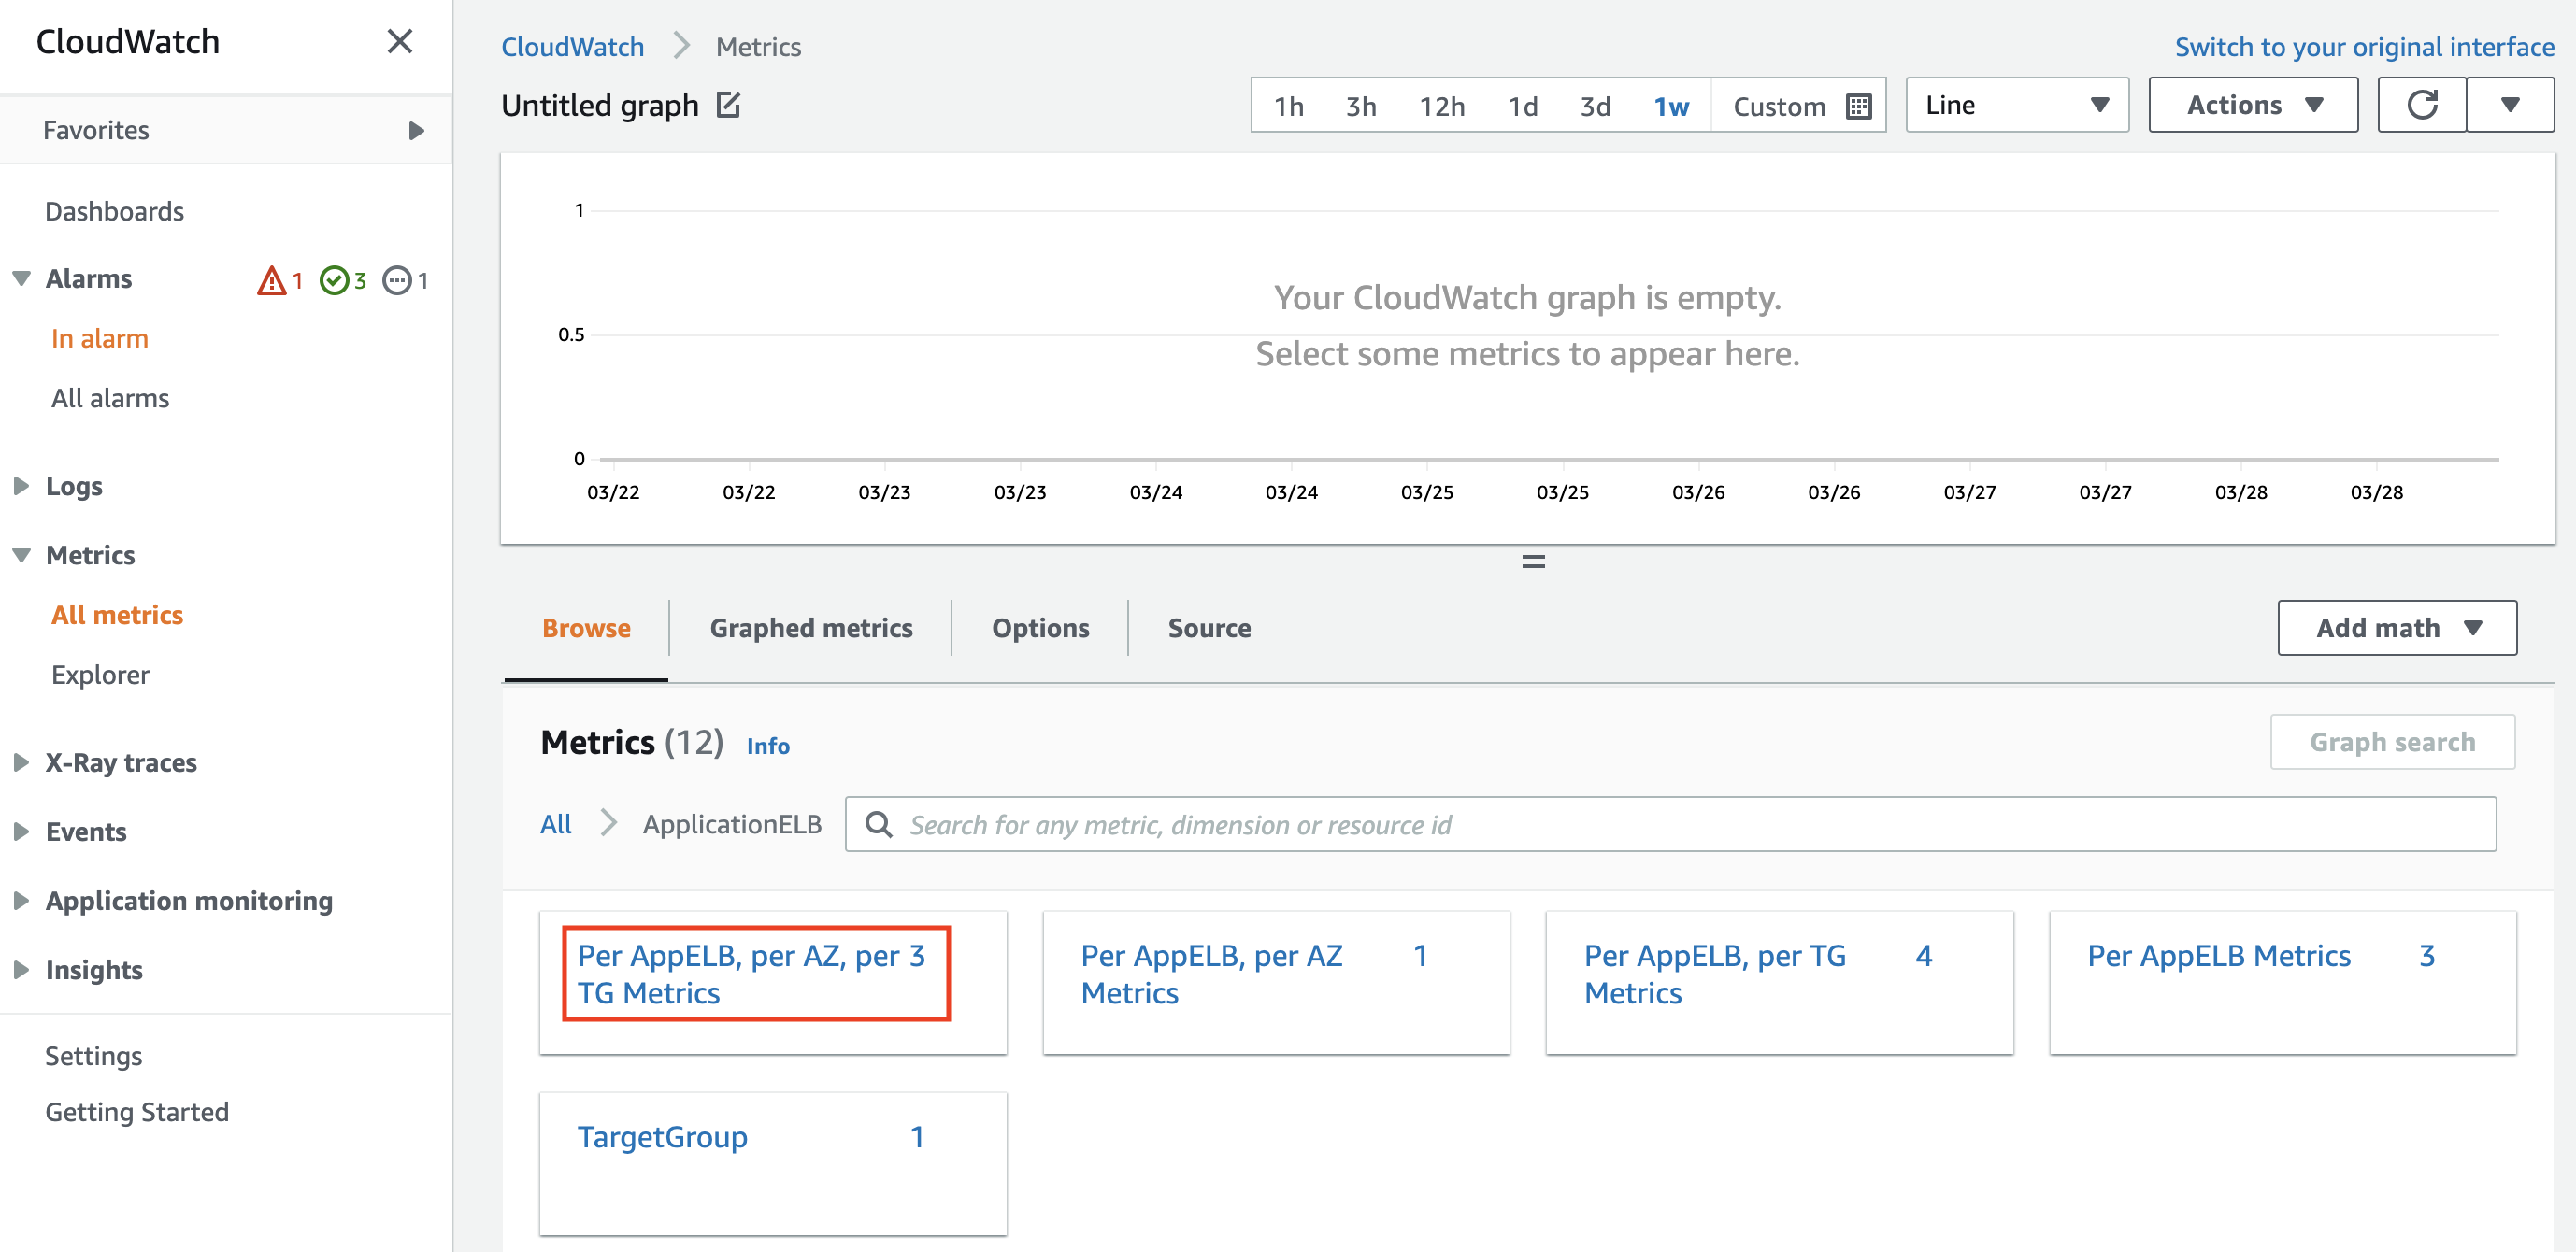 CloudWatch
Favorites
Dashboards
Alarms 1 3 1
In alarm
All alarms
Logs
Metrics
All metrics
Explorer
X-Ray traces
Events
Application monitoring
Insights
Settings
Getting Started
CloudWatch Metrics
Switch to your original interface
Untitled graph
1h 3h 12h 1d 3d 1w Custom
Line
Actions
1
0.5
0
Your CloudWatch graph is empty.
Select some metrics to appear here.
03/22 03/22 03/23 03/23 03/24 03/24 03/25 03/25 03/26 03/26 03/27 03/27 03/28 03/28
Browse Graphed metrics Options Source
Add math
Metrics (12) Info
Graph search
All ApplicationELB
Search for any metric, dimension or resource id
Per AppELB, per AZ, per 3
TG Metrics
Per AppELB, per AZ 1
Metrics
Per AppELB, per TG 4
Metrics
Per AppELB Metrics 3
TargetGroup 1